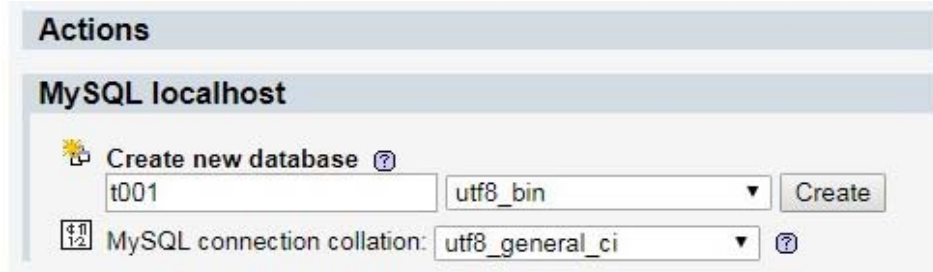 Actions
MySQL localhost
Create new database
t001 utf8_bin Create
MySQL connection collation: utf8_general_ci